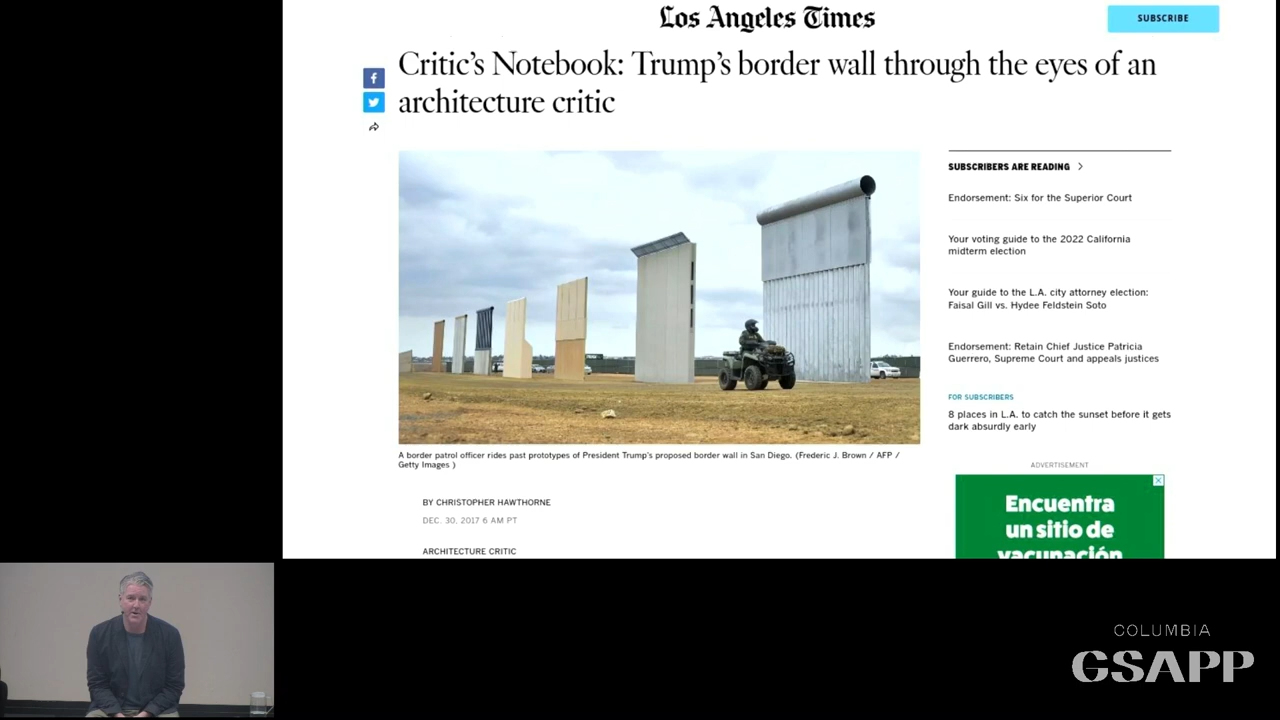 Los Angeles Times
SUBSCRIBE
Critic's Notebook: Trump's border wall through the eyes of an
architecture critic
A border patrol officer rides past prototypes of President Trump's proposed border wall in San Diego. (Frederic J. Brown / AFP /
Getty Images )
BY CHRISTOPHER HAWTHORNE
DEC. 30, 2017 6 AM PT
ARCHITECTURE CRITIC
SUBSCRIBERS ARE READING
Endorsement: Six for the Superior Court
Your voting guide to the 2022 California
midterm election
Your guide to the L.A. city attorney election:
Faisal Gill vs. Hydee Feldstein Soto
Endorsement: Retain Chief Justice Patricia
Guerrero, Supreme Court and appeals justices
FOR SUBSCRIBERS
8 places in L.A. to catch the sunset before it gets
dark absurdly early
ADVERTISEMENT
Encuentra
un sitio de
vacunación
COLUMBIA
GSAPP